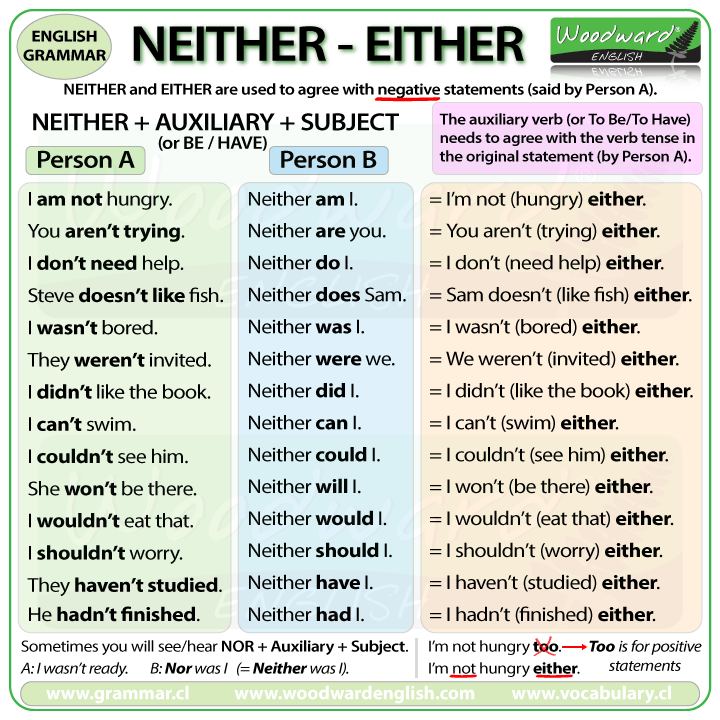 ENGLISH
GRAMMAR
NEITHER - EITHER
Woodward®
ENGLISH
NEITHER and EITHER are used to agree with negative statements (said by Person A).
NEITHER + AUXILIARY + SUBJECT
(or BE / HAVE)
The auxiliary verb (or To Be/To Have)
needs to agree with the verb tense in
the original statement (by Person A).
Person A Person B
I am not hungry. Neither am I. = I’m not (hungry) either.
You aren’t trying. Neither are you. = You aren’t (trying) either.
I don’t need help. Neither do I. = I don’t (need help) either.
Steve doesn’t like fish. Neither does Sam. = Sam doesn’t (like fish) either.
I wasn’t bored. Neither was I. = I wasn’t (bored) either.
They weren’t invited. Neither were we. = We weren’t (invited) either.
I didn’t like the book. Neither did I. = I didn’t (like the book) either.
I can’t swim. Neither can I. = I can’t (swim) either.
I couldn’t see him. Neither could I. = I couldn’t (see him) either.
She won’t be there. Neither will I. = I won’t (be there) either.
I wouldn’t eat that. Neither would I. = I wouldn’t (eat that) either.
I shouldn’t worry. Neither should I. = I shouldn’t (worry) either.
They haven’t studied. Neither have I. = I haven’t (studied) either.
He hadn’t finished. Neither had I. = I hadn’t (finished) either.
Sometimes you will see/hear NOR + Auxiliary + Subject.
A: I wasn’t ready. B: Nor was I (= Neither was I).
I’m not hungry too. Too is for positive
statements
I’m not hungry either.
www.grammar.cl www.woodwardenglish.com www.vocabulary.cl